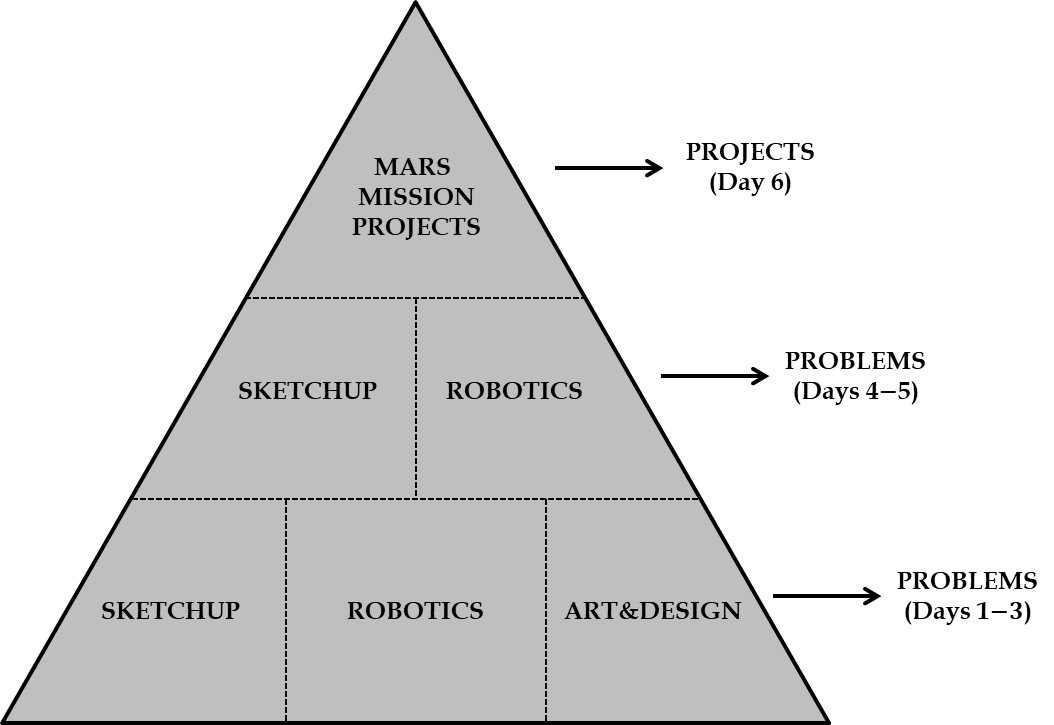 MARS
MISSION
PROJECTS
PROJECTS
(Day 6)
SKETCHUP
ROBOTICS
PROBLEMS
(Days 4−5)
SKETCHUP
ROBOTICS
ART&DESIGN
PROBLEMS
(Days 1−3)